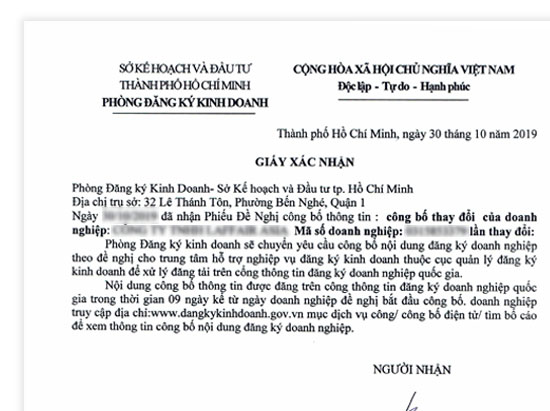 SỞ KẾ HOẠCH VÀ ĐẦU TƯ
THÀNH PHỐ HỒ CHÍ MINH
PHÒNG ĐĂNG KÝ KINH DOANH
CỘNG HÒA XÃ HỘI CHỦ NGHĨA VIỆT NAM
Độc lập - Tự do - Hạnh phúc
Thành phố Hồ Chí Minh, ngày 30 tháng 10 năm 2019
GIẤY XÁC NHẬN
Phòng Đăng ký Kinh Doanh- Sở Kế hoạch và Đầu tư tp. Hồ Chí Minh
Địa chỉ trụ sở: 32 Lê Thánh Tôn, Phường Bến Nghé, Quận 1
Ngày đã nhận Phiếu Đề Nghị công bố thông tin : công bố thay đổi của doanh
nghiệp: Mã số doanh nghiệp: lần thay đổi:
Phòng Đăng ký kinh doanh sẽ chuyển yêu cầu công bố nội dung đăng ký doanh nghiệp
theo đề nghị cho trung tâm hỗ trợ nghiệp vụ đăng ký kinh doanh thuộc cục quản lý đăng ký
kinh doanh để xử lý đăng tải trên cổng thông tin đăng ký doanh nghiệp quốc gia.
Nội dung công bố thông tin được đăng trên công thông tin đăng ký doanh nghiệp quốc
gia trong thời gian 09 ngày kể từ ngày doanh nghiệp đề nghị bắt đầu công bố. doanh nghiệp
truy cập địa chỉ:www.dangkykinhdoanh.gov.vn mục dịch vụ công/ công bố điện tử/ tìm bố cáo
để xem thông tin công bố nội dung đăng ký doanh nghiệp.
NGƯỜI NHẬN